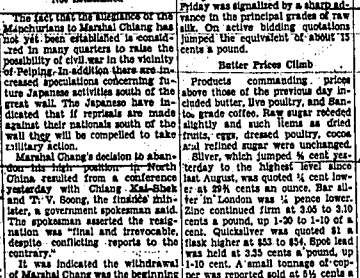 The fact that the allegiance of the
Manchurians to Marshal Chiang has
not yet been established is consid-
ered in many quarters to raise the
possibility of civil war in the vicinity
of Peiping. In addition there are in-
creased speculations concerning fu-
ture Japanese activities south of the
great wall. The Japanese have in-
dicated that if reprisals are made
against their nationals south of the
wall they will be compelled to take
military action.
Marshal Chang's decision to aban-
don his high position in North
China resulted from a conference
yesterday with Chiang Kai-Shek
and T. V. Soong, the finance min-
ister, a government spokesman said.
The spokesman asserted the resig-
nation was "final and irrevocable,
despite conflicting reports to the
contrary."
It was indicated the withdrawal
of Marshal Chang was the beginning
Friday was signalized by a sharp ad-
vance in the principal grades of raw
silk. On active bidding quotations
jumped the equivalent of about 13
cents a pound.
Butter Prices Climb
Products commanding prices
above those of the previous day in-
cluded butter, live poultry, and San-
tos grade coffee. Raw sugar receded
slightly and such items as dried
fruits, eggs, dressed poultry, cocoa
and refined sugar were unchanged.
Silver, which jumped ¾ cent yes-
terday to the highest level since
last August, was quoted ¼ cent low-
er at 29⅜ cents an ounce. Bar sil-
ver in London was ¼ pence lower.
Zinc continued firm at 3.05 to 3.10
cents a pound, up 1-20 to 1-10 of a
cent. Quicksilver was quoted $1 a
flask higher at $53 to $54. Spot lead
was held at 3.35 cents a pound, up
1-10 cent. A small tonnage of cop-
per was reported sold at 5⅛ cents